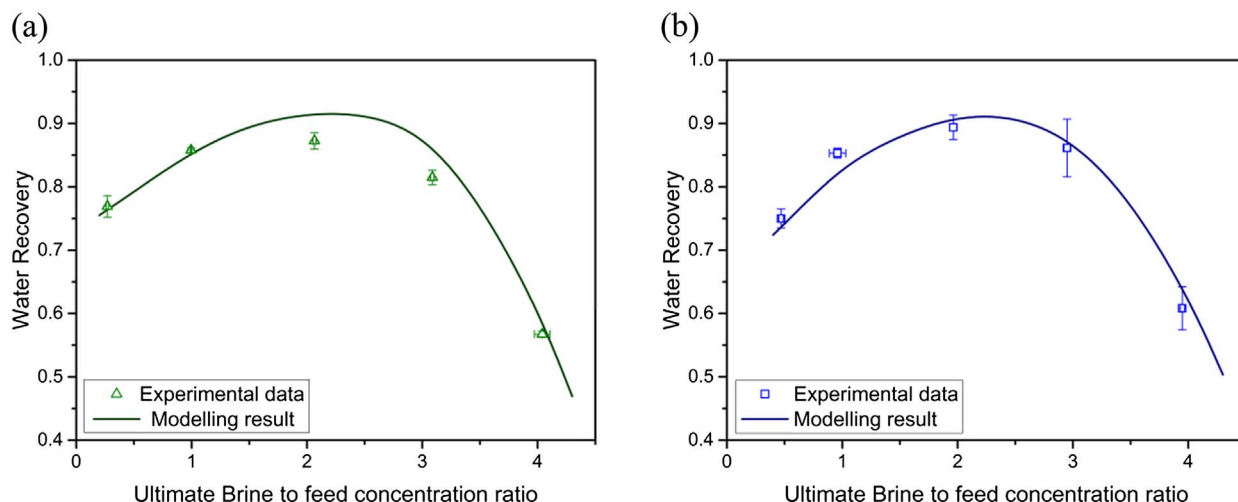 (a)
1.0
0.9
0.8
0.7
0.6
0.5
0.4
Water Recovery
Experimental data
Modelling result
0 1 2 3 4
Ultimate Brine to feed concentration ratio
(b)
1.0
0.9
0.8
0.7
0.6
0.5
0.4
Water Recovery
Experimental data
Modelling result
0 1 2 3 4
Ultimate Brine to feed concentration ratio